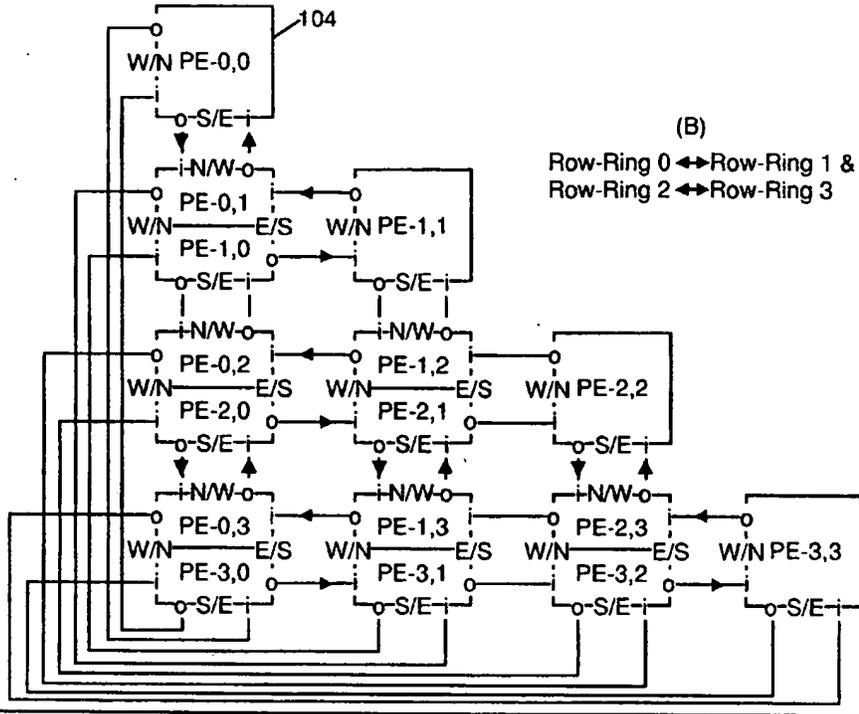 104
o
W/N PE-0,0
i
o S/E i
(B)
Row-Ring 0 ◄►Row-Ring 1 &
Row-Ring 2 ◄►Row-Ring 3
i N/W o
o PE-0,1 i o
W/N E/S W/N PE-1,1
i PE-1,0 o i
o S/E i o S/E i
i N/W o i N/W o
o PE-0,2 i o PE-1,2 i o
W/N E/S W/N E/S W/N PE-2,2
i PE-2,0 o i PE-2,1 o i
o S/E i o S/E i o S/E i
i N/W o i N/W o i N/W o
o PE-0,3 i o PE-1,3 i o PE-2,3 i o
W/N E/S W/N E/S W/N E/S W/N PE-3,3
i PE-3,0 o i PE-3,1 o i PE-3,2 o i
o S/E i o S/E i o S/E i o S/E i